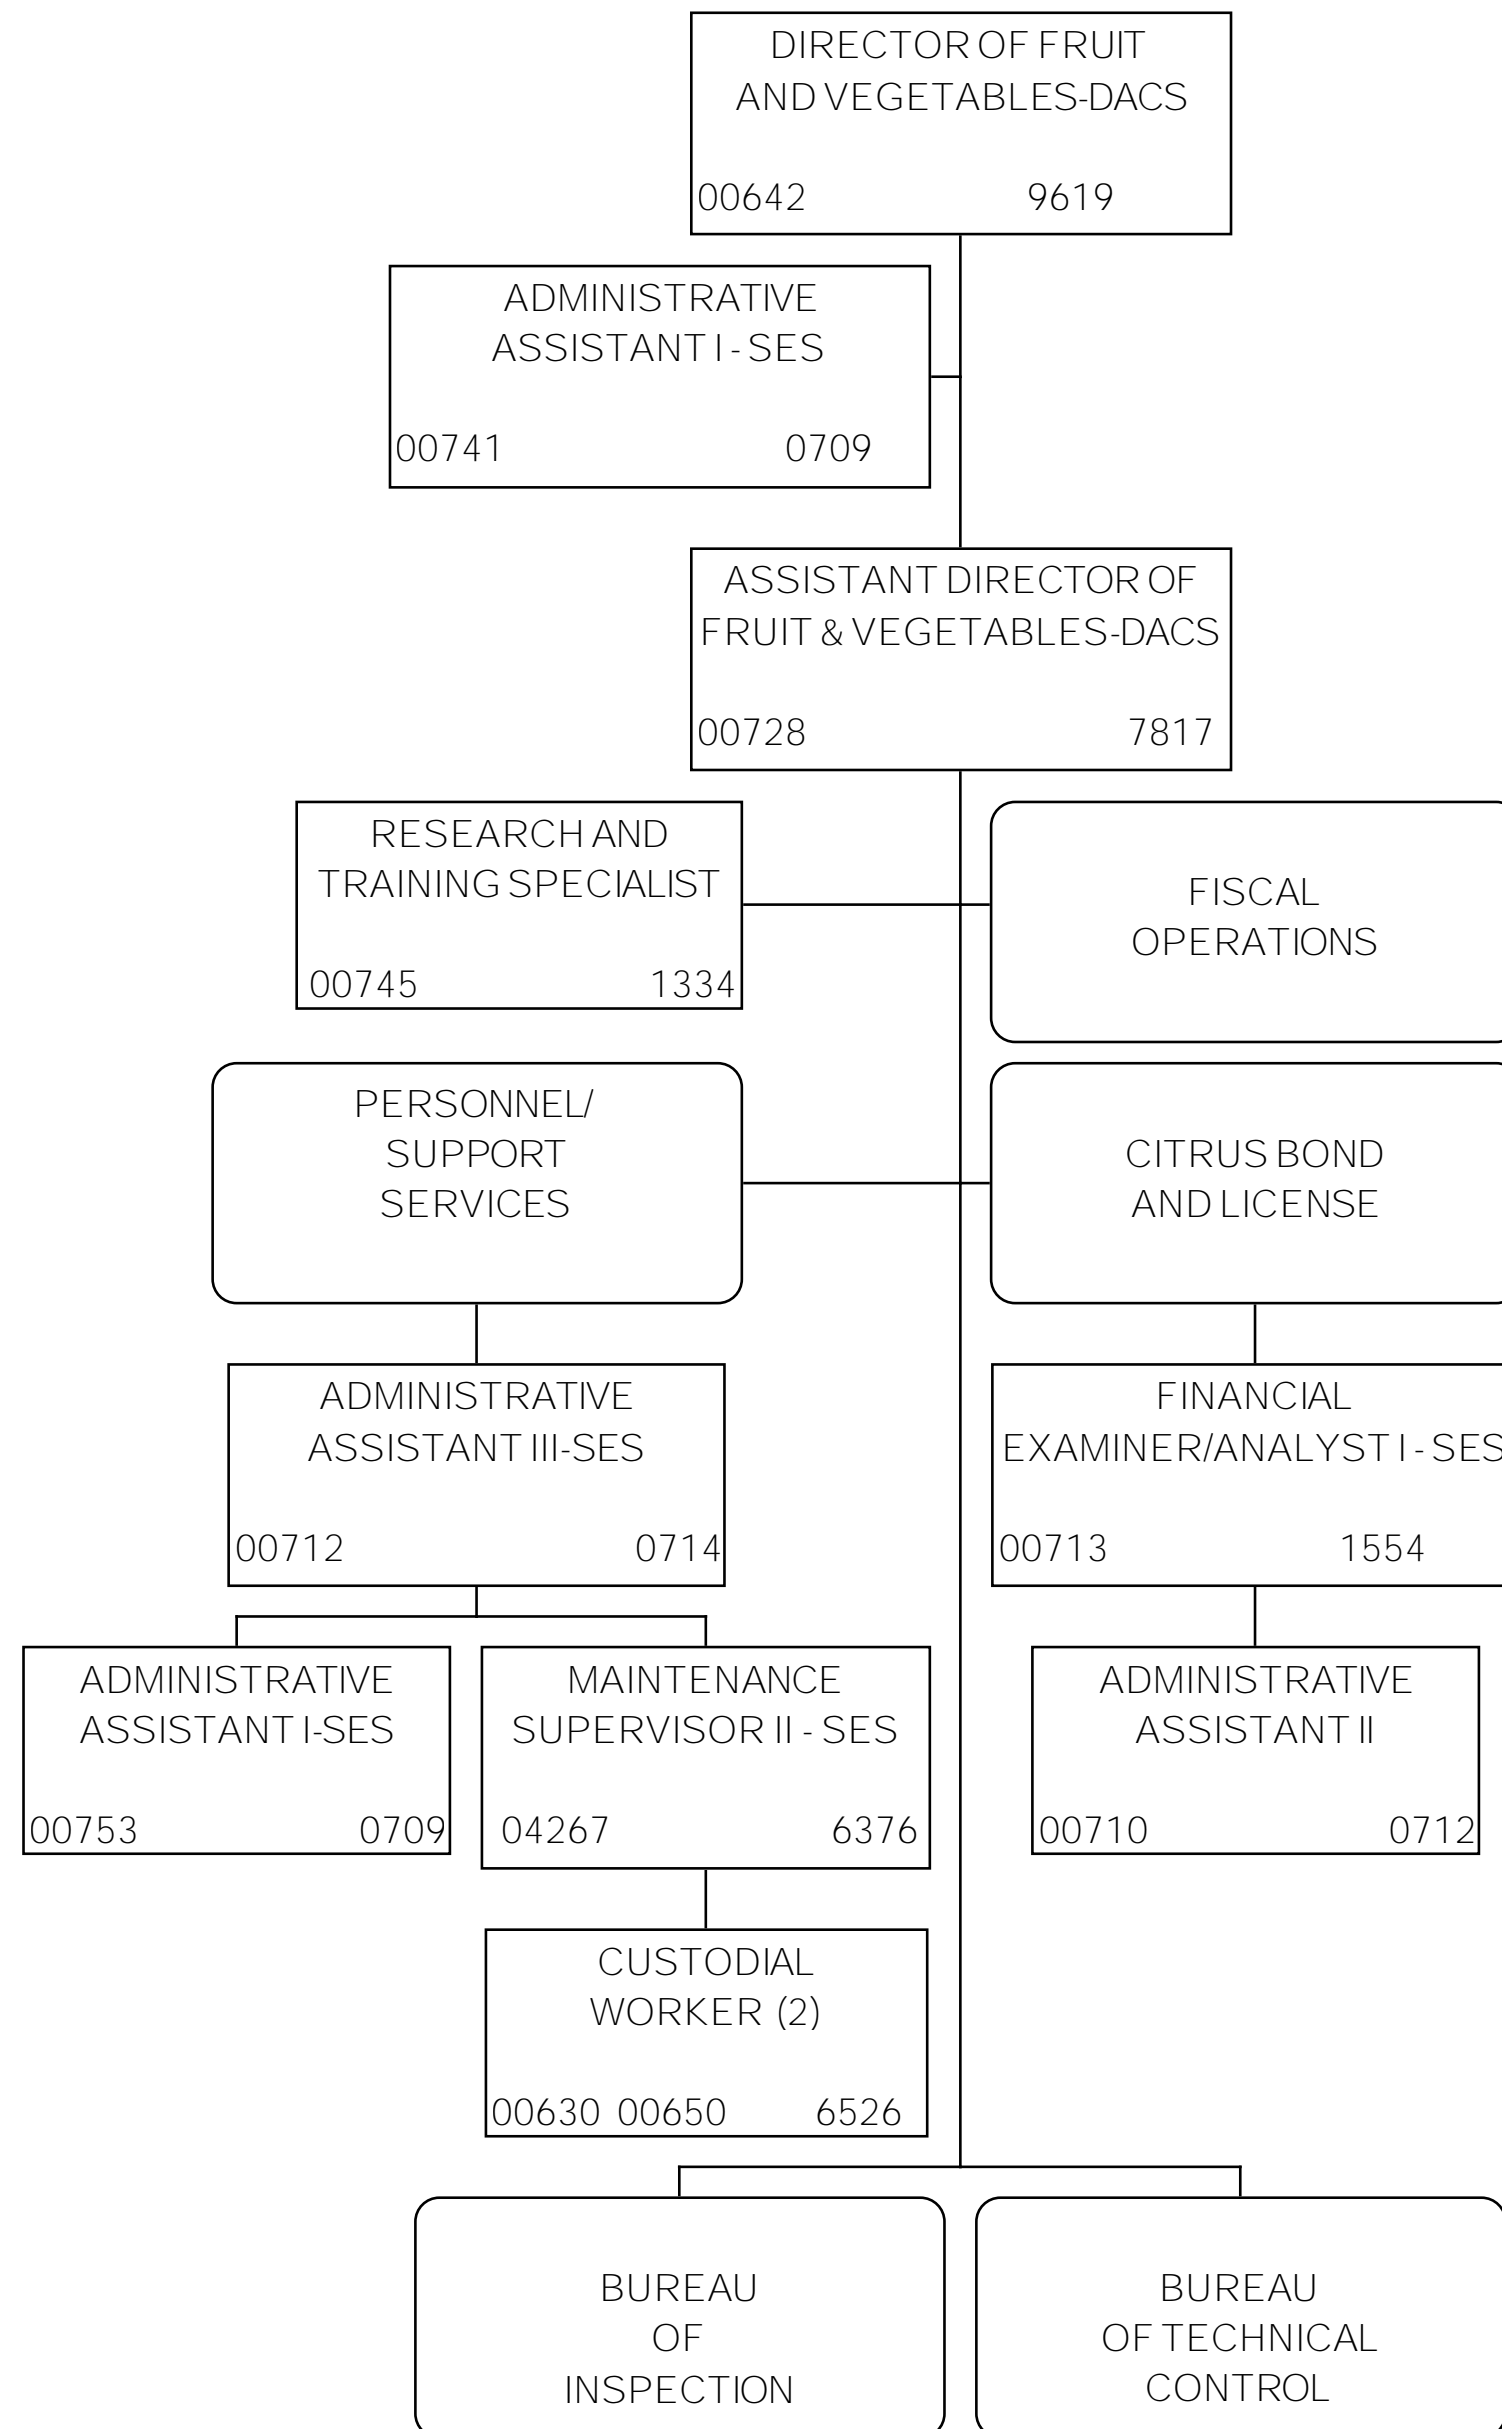 DIRECTOR OF FRUIT
AND VEGETABLES-DACS
00642 9619
ADMINISTRATIVE
ASSISTANT I - SES
00741 0709
ASSISTANT DIRECTOR OF
FRUIT & VEGETABLES-DACS
00728 7817
RESEARCH AND
TRAINING SPECIALIST
00745 1334
FISCAL
OPERATIONS
PERSONNEL/
SUPPORT
SERVICES
CITRUS BOND
AND LICENSE
ADMINISTRATIVE
ASSISTANT III-SES
00712 0714
FINANCIAL
EXAMINER/ANALYST I - SES
00713 1554
ADMINISTRATIVE
ASSISTANT I-SES
00753 0709
MAINTENANCE
SUPERVISOR II - SES
04267 6376
ADMINISTRATIVE
ASSISTANT II
00710 0712
CUSTODIAL
WORKER (2)
00630 00650 6526
BUREAU
OF
INSPECTION
BUREAU
OF TECHNICAL
CONTROL